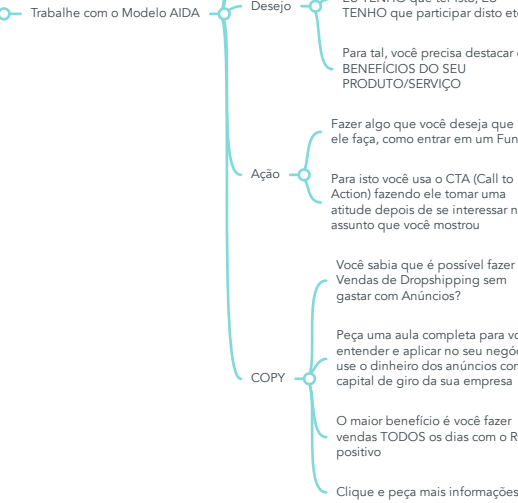 Trabalhe com o Modelo AIDA
Desejo
TENHO que participar disto
Para tal, você precisa destacar
BENEFÍCIOS DO SEU
PRODUTO/SERVIÇO
Ação
Fazer algo que você deseja que
ele faça, como entrar em um
Para isto você usa o CTA (Call to
Action) fazendo ele tomar uma
atitude depois de se interessar
assunto que você mostrou
COPY
Você sabia que é possível fazer
Vendas de Dropshipping sem
gastar com Anúncios?
Peça uma aula completa para
entender e aplicar no seu
use o dinheiro dos anúncios
capital de giro da sua empresa
O maior benefício é você fazer
vendas TODOS os dias com o
positivo
Clique e peça mais informações